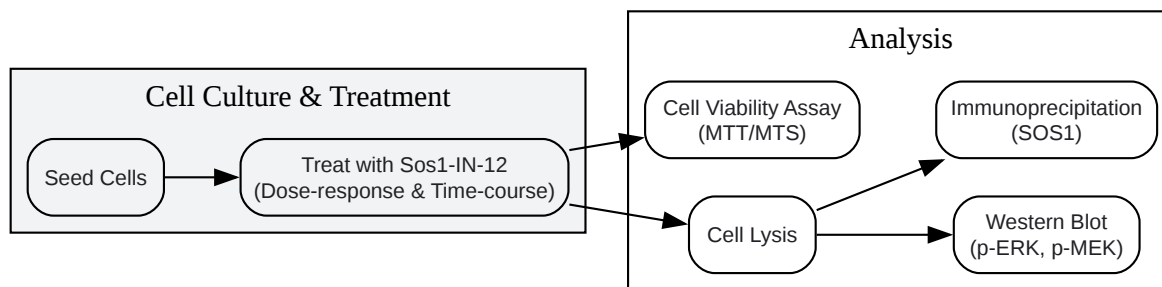 Cell Culture & Treatment
Seed Cells
Treat with Sos1-IN-12
(Dose-response & Time-course)
Analysis
Cell Viability Assay
(MTT/MTS)
Immunoprecipitation
(SOS1)
Cell Lysis
Western Blot
(p-ERK, p-MEK)